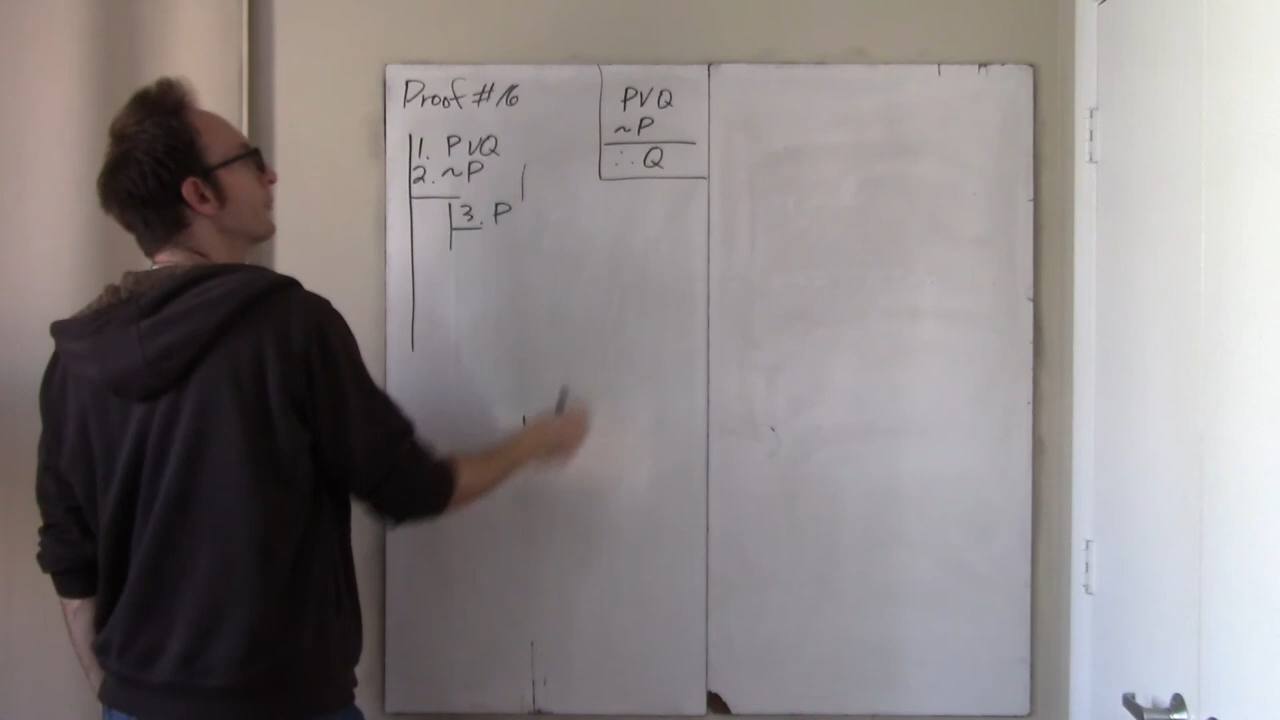 Proof #16
1. P∨Q
2. ~P
3. P
P∨Q
~P
∴ Q